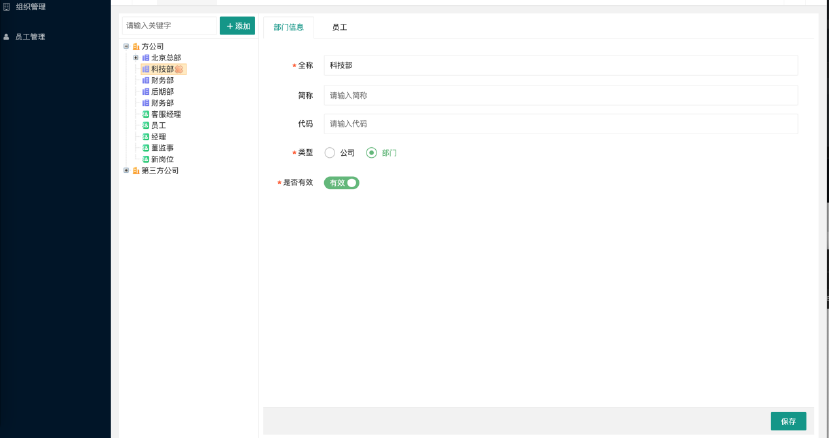 组织管理
员工管理
请输入关键字
+ 添加
方公司
北京总部
科技部
财务部
后期部
财务部
客服经理
员工
经理
董监事
新岗位
第三方公司
部门信息
员工
* 全称
科技部
简称
请输入简称
代码
请输入代码
* 类型
公司
部门
* 是否有效
有效
保存